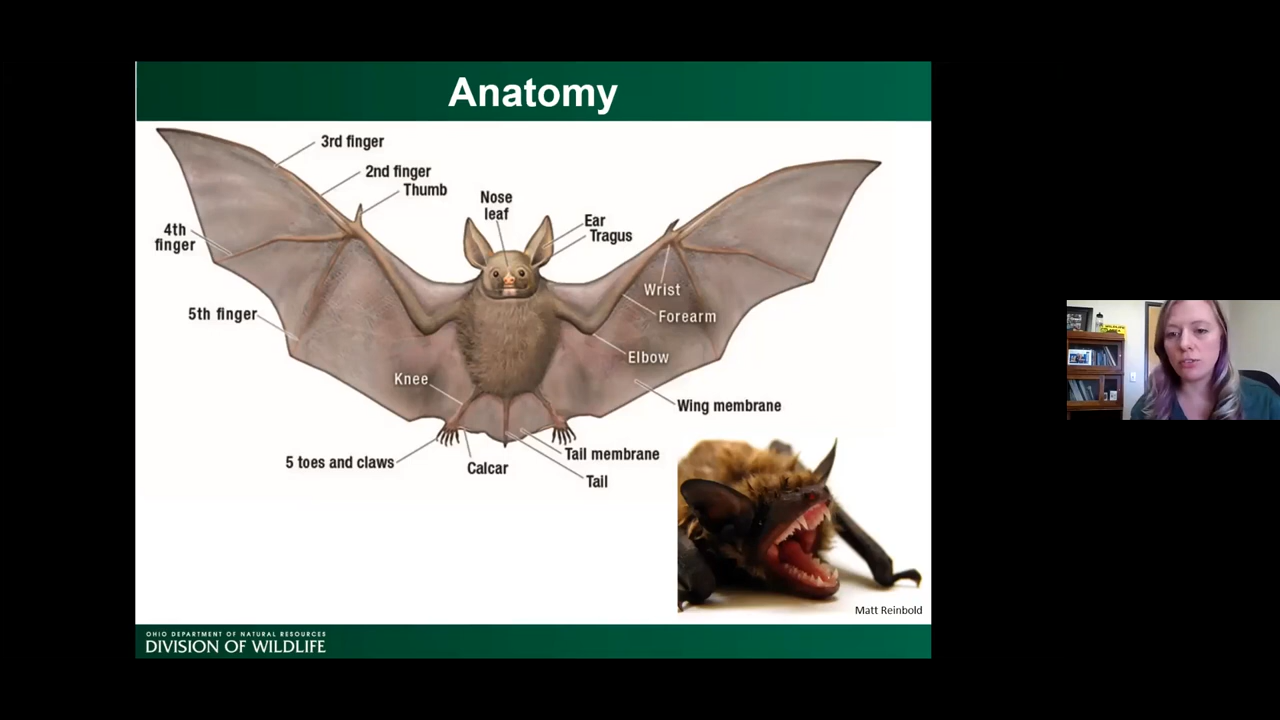 Anatomy
3rd finger
2nd finger
Thumb
Nose
leaf
Ear
Tragus
4th
finger
Wrist
Forearm
5th finger
Elbow
Knee
Wing membrane
5 toes and claws
Calcar
Tail membrane
Tail
Matt Reinbold
OHIO DEPARTMENT OF NATURAL RESOURCES
DIVISION OF WILDLIFE